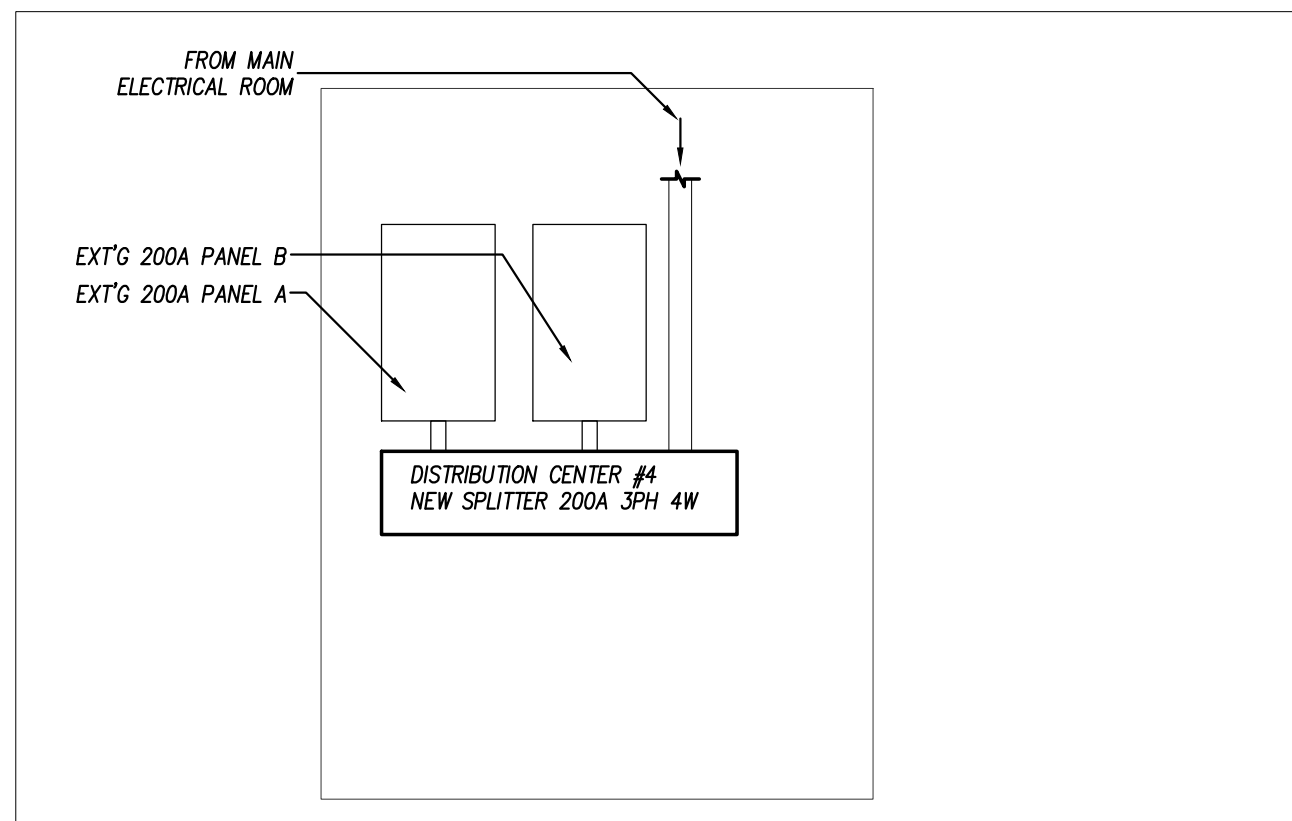 FROM MAIN
ELECTRICAL ROOM
EXT'G 200A PANEL B
EXT'G 200A PANEL A
DISTRIBUTION CENTER #4
NEW SPLITTER 200A 3PH 4W